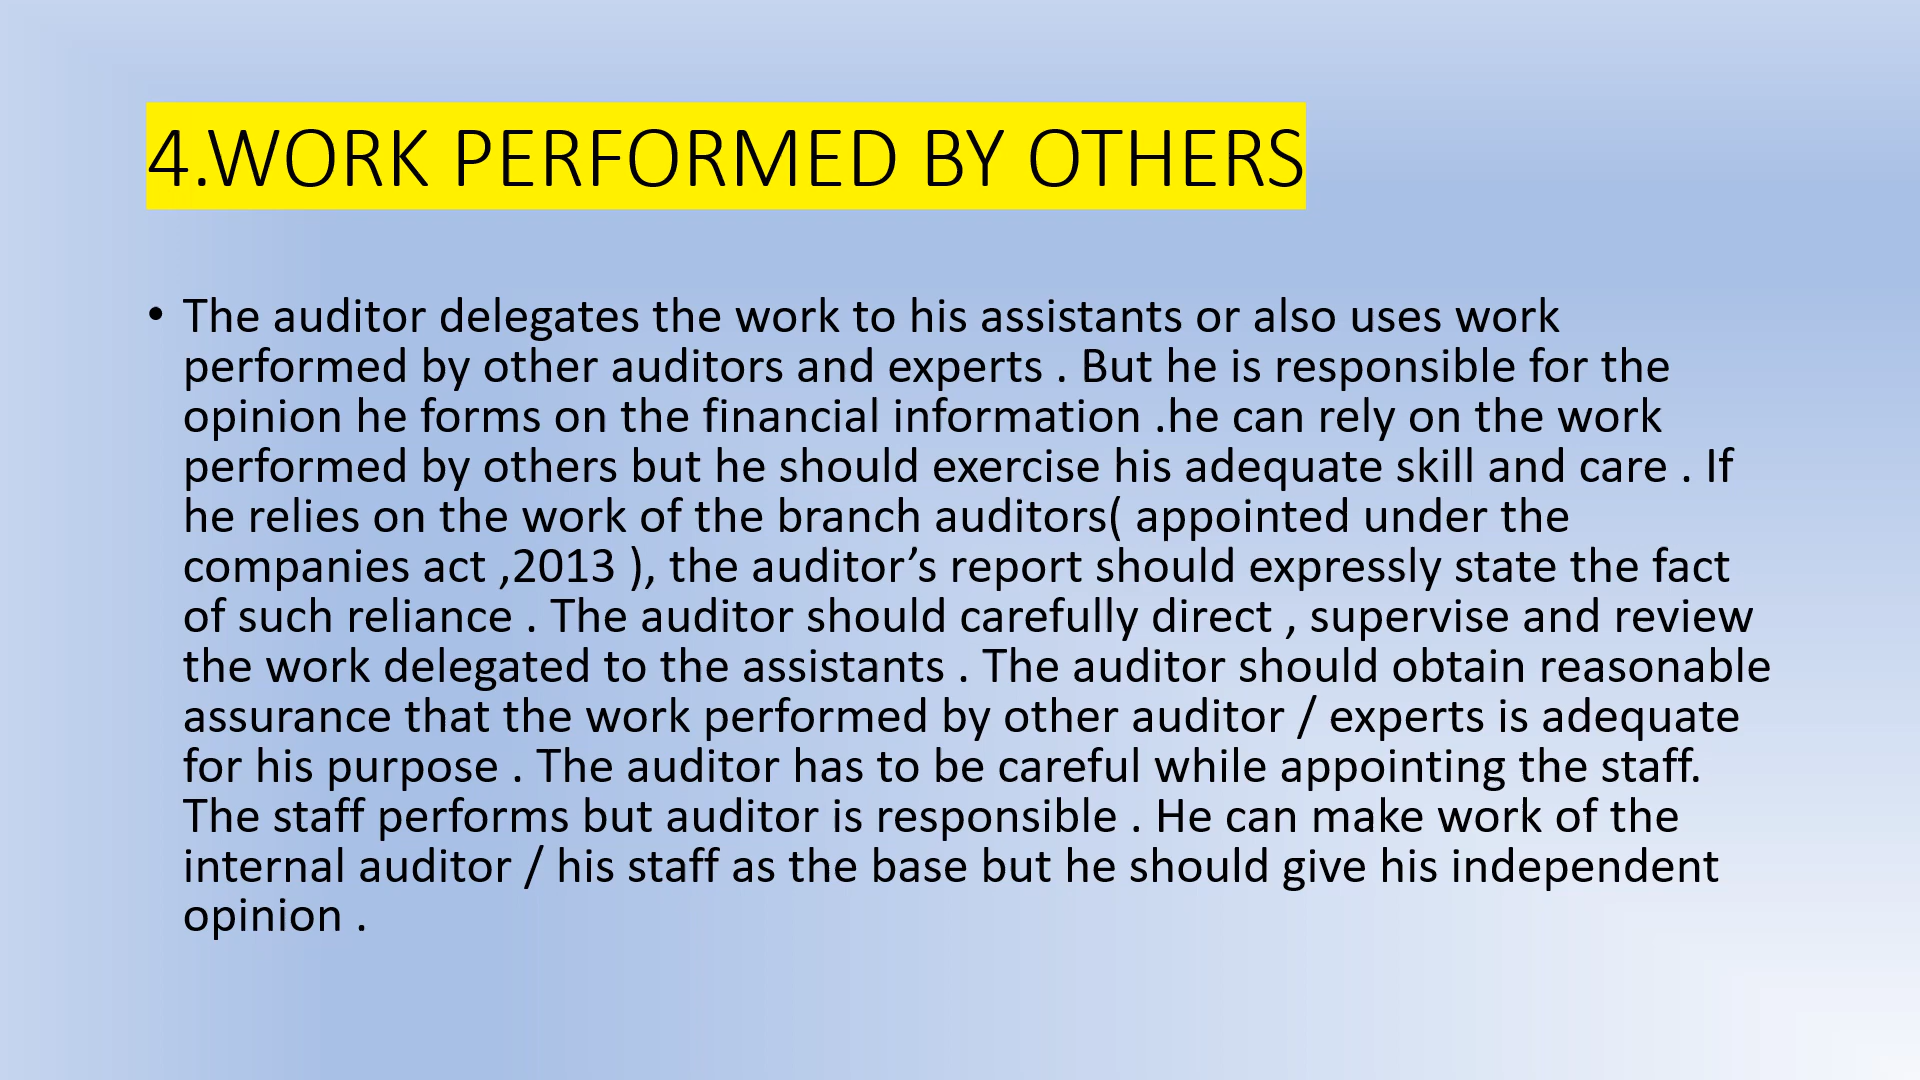 4.WORK PERFORMED BY OTHERS
• The auditor delegates the work to his assistants or also uses work
performed by other auditors and experts . But he is responsible for the
opinion he forms on the financial information .he can rely on the work
performed by others but he should exercise his adequate skill and care . If
he relies on the work of the branch auditors( appointed under the
companies act ,2013 ), the auditor’s report should expressly state the fact
of such reliance . The auditor should carefully direct , supervise and review
the work delegated to the assistants . The auditor should obtain reasonable
assurance that the work performed by other auditor / experts is adequate
for his purpose . The auditor has to be careful while appointing the staff.
The staff performs but auditor is responsible . He can make work of the
internal auditor / his staff as the base but he should give his independent
opinion .